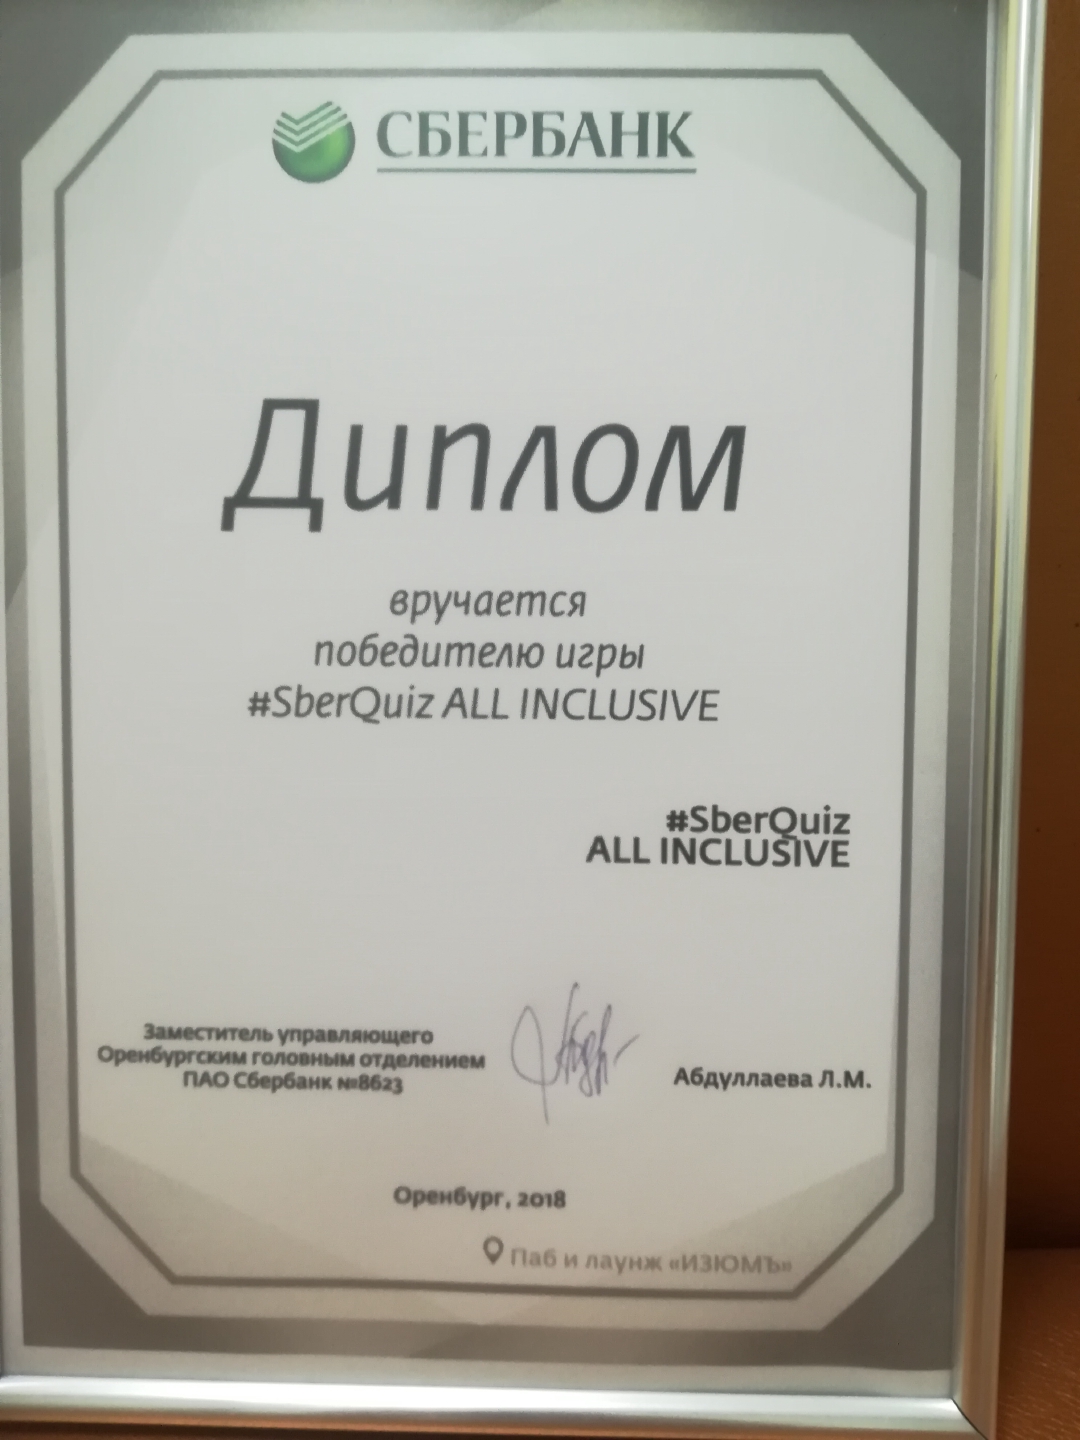 СБЕРБАНК
Диплом
вручается
победителю игры
#SberQuiz ALL INCLUSIVE
#SberQuiz
ALL INCLUSIVE
Заместитель управляющего
Оренбургским головным отделением
ПАО Сбербанк №8623
Абдуллаева Л.М.
Оренбург, 2018
Паб и лаунж «ИЗЮМЪ»